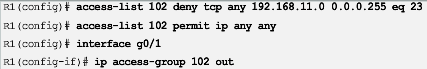 R1(config)# access-list 102 deny tcp any 192.168.11.0 0.0.0.255 eq 23
R1(config)# access-list 102 permit ip any any
R1(config)# interface g0/1
R1(config-if)# ip access-group 102 out